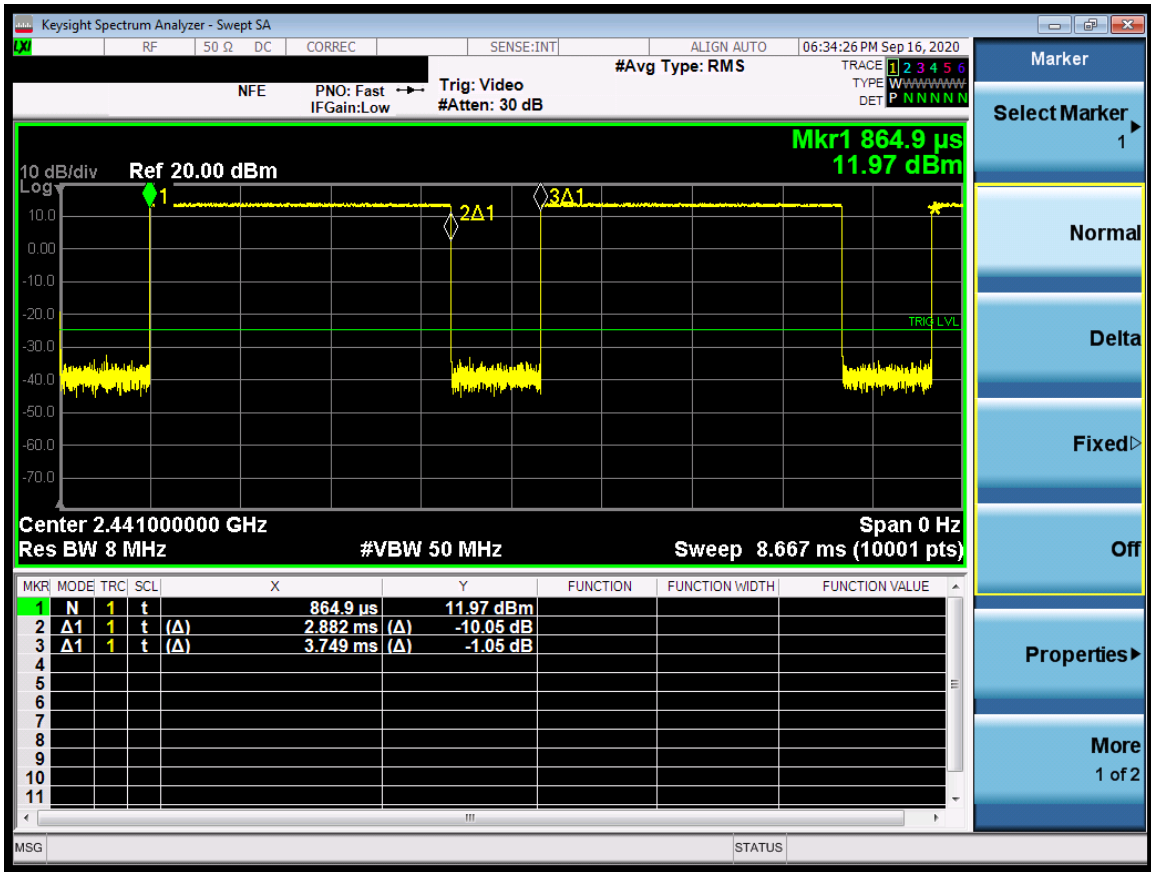 Keysight Spectrum Analyzer - Swept SA
LXI RF 50 Ω DC CORREC SENSE:INT ALIGN AUTO 06:34:26 PM Sep 16, 2020
NFE PNO: Fast Trig: Video #Avg Type: RMS TRACE 1 2 3 4 5 6
IFGain:Low #Atten: 30 dB TYPE WWWWWW
DET P N N N N N
Mkr1 864.9 µs
11.97 dBm
10 dB/div Ref 20.00 dBm
Log
1 2Δ1 3Δ1
10.0
0.00
-10.0
-20.0
TRIG LVL
-30.0
-40.0
-50.0
-60.0
-70.0
Center 2.441000000 GHz Span 0 Hz
Res BW 8 MHz #VBW 50 MHz Sweep 8.667 ms (10001 pts)
MKR MODE TRC SCL X Y FUNCTION FUNCTION WIDTH FUNCTION VALUE
1 N 1 t 864.9 µs 11.97 dBm
2 Δ1 1 t (Δ) 2.882 ms (Δ) -10.05 dB
3 Δ1 1 t (Δ) 3.749 ms (Δ) -1.05 dB
4
5
6
7
8
9
10
11
MSG STATUS
Marker
Select Marker
1
Normal
Delta
Fixed
Off
Properties
More
1 of 2